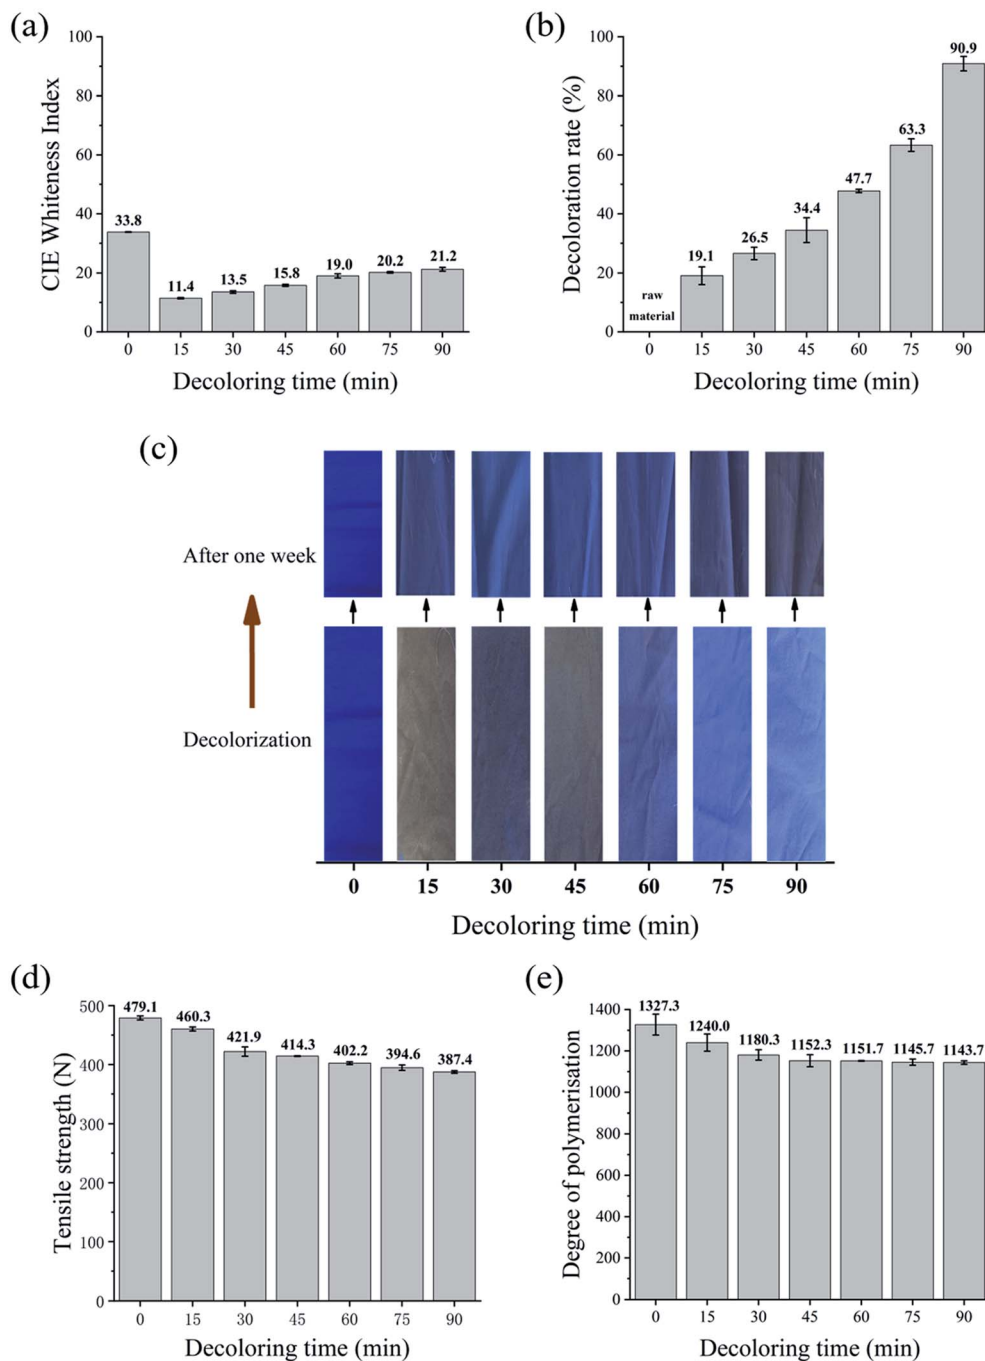 (a)
100
80
60
40
20
0
CIE Whiteness Index
33.8
11.4
13.5
15.8
19.0
20.2
21.2
0 15 30 45 60 75 90
Decoloring time (min)
(b)
100
80
60
40
20
0
Decoloration rate (%)
raw
material
19.1
26.5
34.4
47.7
63.3
90.9
0 15 30 45 60 75 90
Decoloring time (min)
(c)
After one week
Decolorization
0 15 30 45 60 75 90
Decoloring time (min)
(d)
500
400
300
200
100
0
Tensile strength (N)
479.1
460.3
421.9
414.3
402.2
394.6
387.4
0 15 30 45 60 75 90
Decoloring time (min)
(e)
1400
1200
1000
800
600
400
200
0
Degree of polymerisation
1327.3
1240.0
1180.3
1152.3
1151.7
1145.7
1143.7
0 15 30 45 60 75 90
Decoloring time (min)